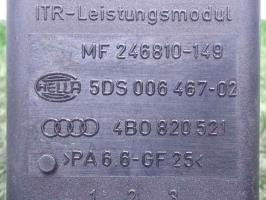 ITR-Leistungsmodul
MF 246810-149
HELLA 5DS 006 467-02
4B0 820 521
>PA 6.6-GF 25<
1 2 3